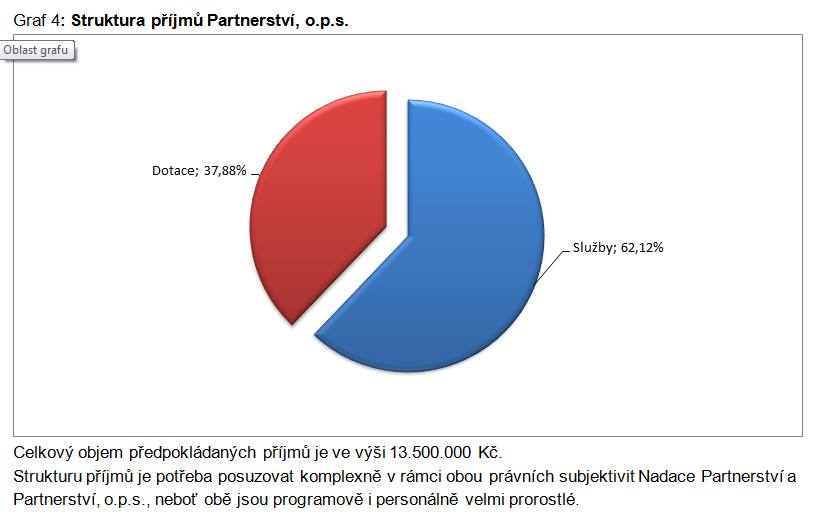 Graf 4: Struktura příjmů Partnerství, o.p.s.
Oblast grafu
Dotace; 37,88%
Služby; 62,12%
Celkový objem předpokládaných příjmů je ve výši 13.500.000 Kč.
Strukturu příjmů je potřeba posuzovat komplexně v rámci obou právních subjektivit Nadace Partnerství a
Partnerství, o.p.s., neboť obě jsou programově i personálně velmi prorostlé.